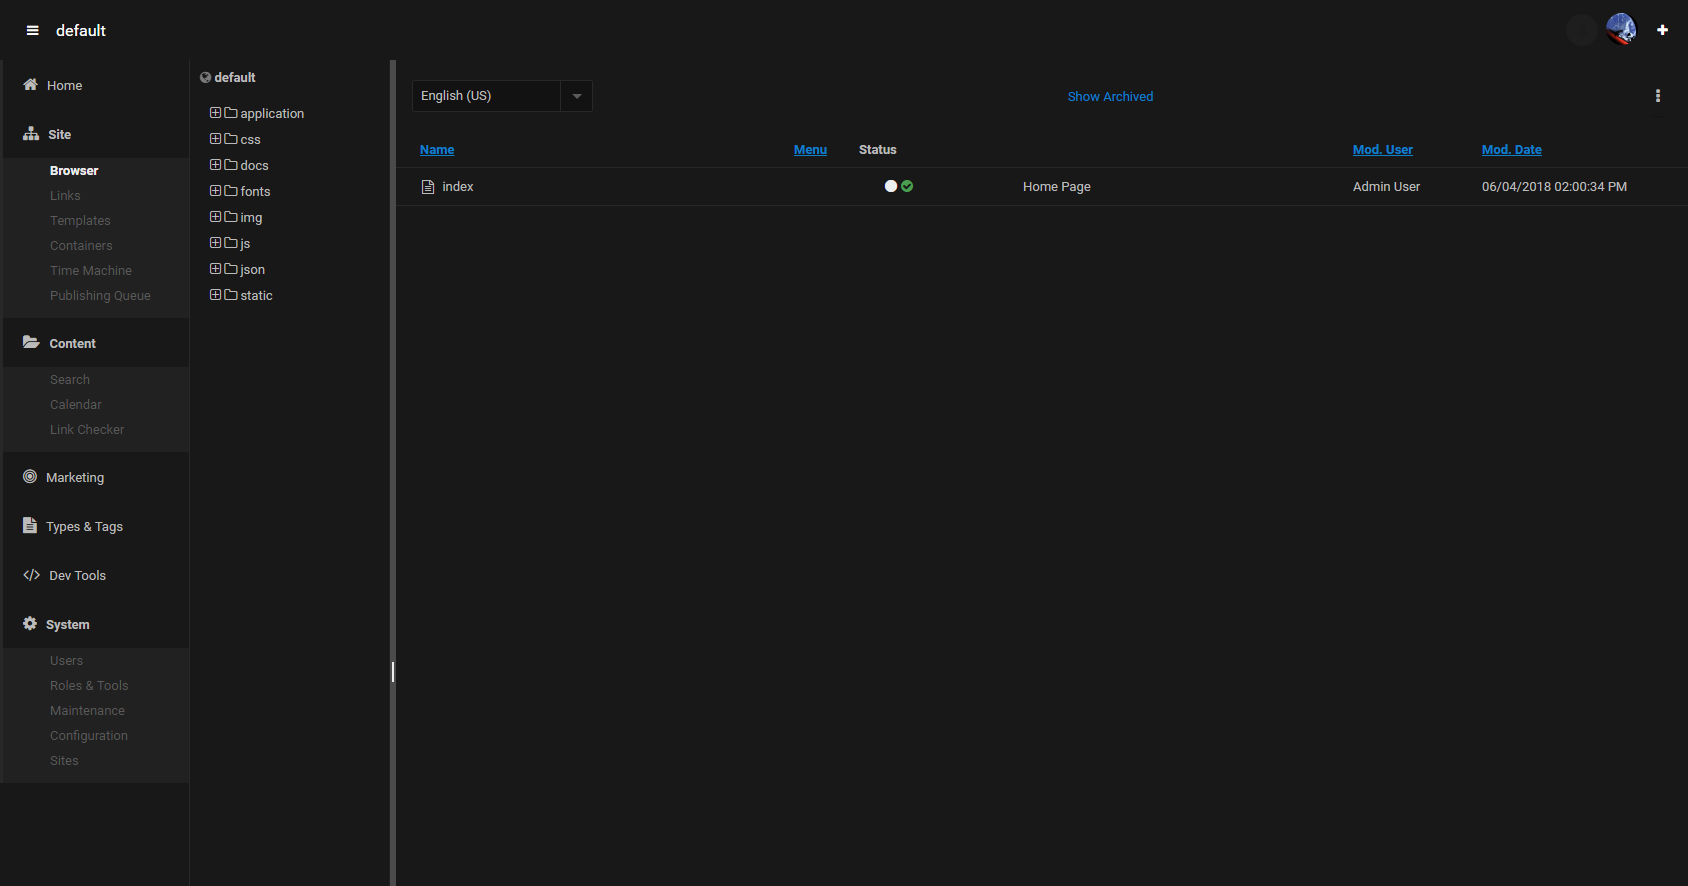 default
Home
Site
Browser
Links
Templates
Containers
Time Machine
Publishing Queue
Content
Search
Calendar
Link Checker
Marketing
Types & Tags
Dev Tools
System
Users
Roles & Tools
Maintenance
Configuration
Sites
default
application
css
docs
fonts
img
js
json
static
English (US)
Show Archived
Name Menu Status Mod. User Mod. Date
index Home Page Admin User 06/04/2018 02:00:34 PM